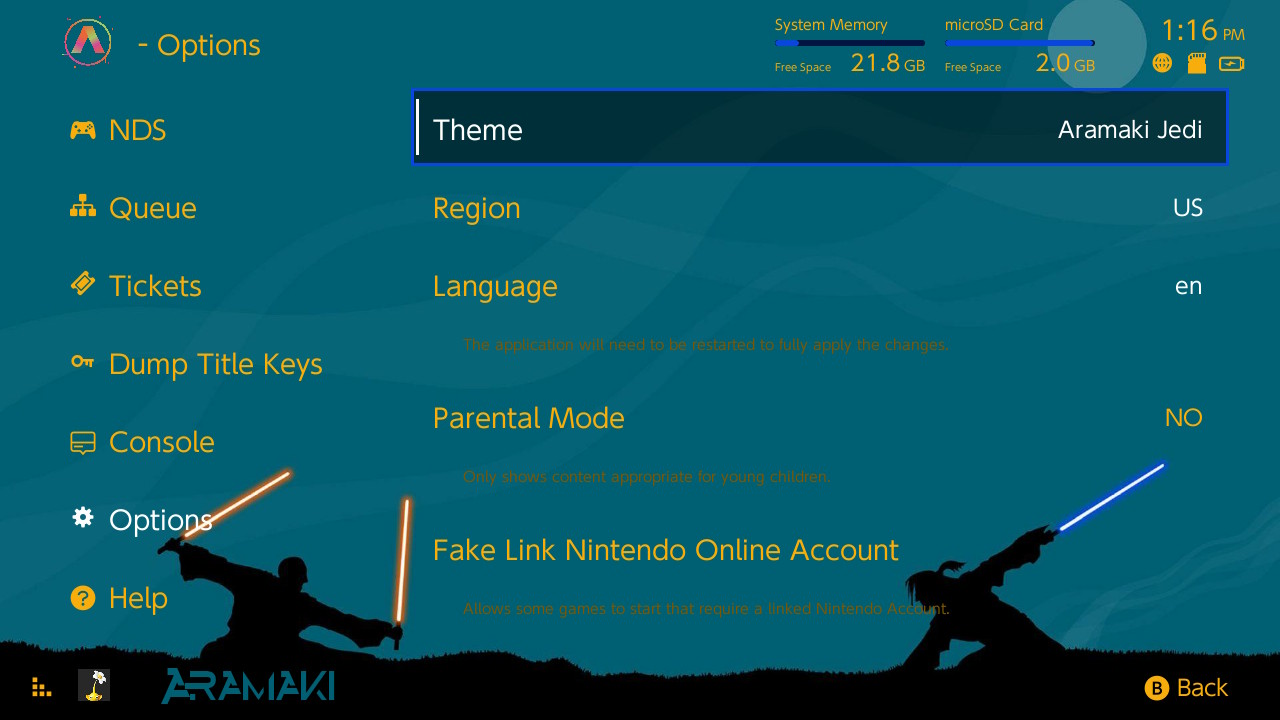 - Options
System Memory
Free Space 21.8 GB
microSD Card
Free Space 2.0 GB
1:16 PM
NDS
Queue
Tickets
Dump Title Keys
Console
Options
Help
Theme Aramaki Jedi
Region US
Language en
The application will need to be restarted to fully apply the changes.
Parental Mode NO
Only shows content appropriate for young children.
Fake Link Nintendo Online Account
Allows some games to start that require a linked Nintendo Account.
ARAMAKI
B Back